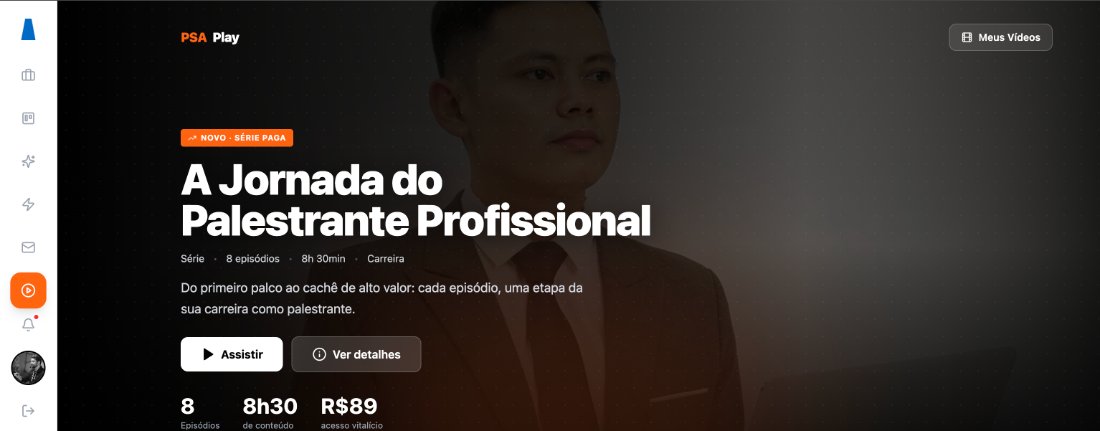 PSA Play
Meus Vídeos
NOVO · SÉRIE PAGA
A Jornada do
Palestrante Profissional
Série • 8 episódios • 8h 30min • Carreira
Do primeiro palco ao cachê de alto valor: cada episódio, uma etapa da
sua carreira como palestrante.
Assistir
Ver detalhes
8 8h30 R$89
Episódios de conteúdo acesso vitalício